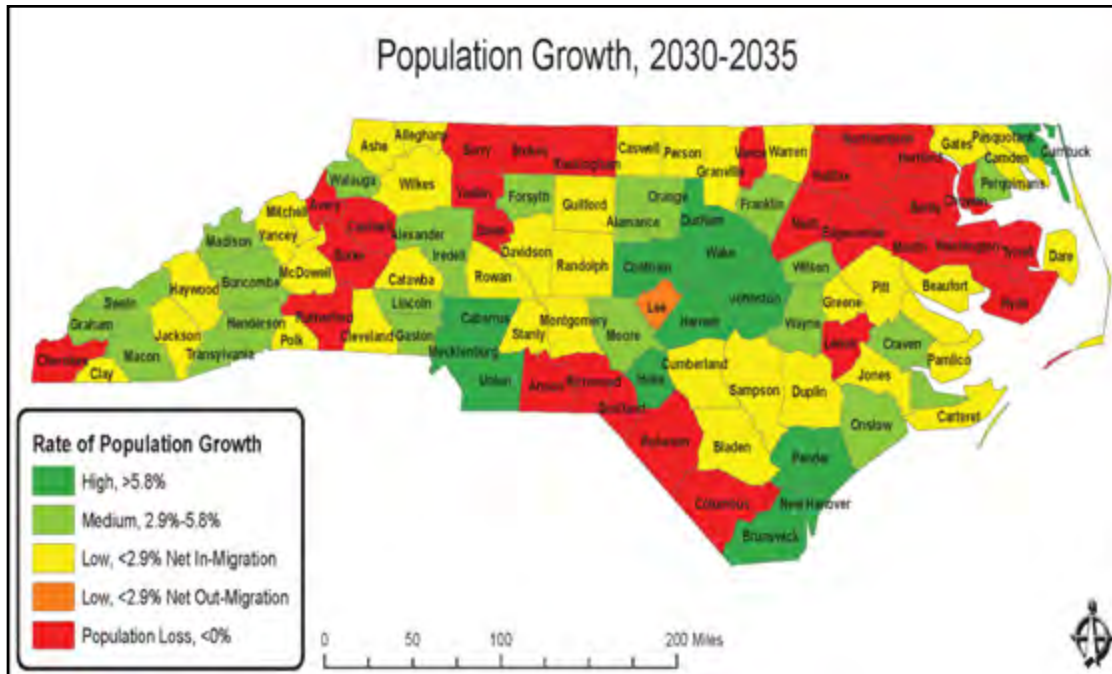 Population Growth, 2030-2035
Ashe
Alleghany
Surry
Stokes
Rockingham
Caswell
Person
Granville
Vance
Warren
Northampton
Hertford
Gates
Pasquotank
Camden
Currituck
Perquimans
Chowan
Halifax
Bertie
Watauga
Wilkes
Yadkin
Forsyth
Guilford
Alamance
Orange
Durham
Franklin
Nash
Edgecombe
Martin
Washington
Tyrrell
Dare
Mitchell
Avery
Caldwell
Alexander
Davie
Yancey
Madison
Burke
Iredell
Davidson
Randolph
Chatham
Wake
Wilson
Haywood
Buncombe
McDowell
Catawba
Rowan
Lee
Johnston
Greene
Pitt
Beaufort
Hyde
Swain
Graham
Jackson
Henderson
Rutherford
Lincoln
Cabarrus
Stanly
Montgomery
Moore
Harnett
Wayne
Lenoir
Craven
Pamlico
Cherokee
Clay
Macon
Transylvania
Polk
Cleveland
Gaston
Mecklenburg
Union
Anson
Richmond
Hoke
Cumberland
Sampson
Duplin
Jones
Carteret
Onslow
Scotland
Robeson
Bladen
Pender
Columbus
New Hanover
Brunswick
Rate of Population Growth
High, >5.8%
Medium, 2.9%-5.8%
Low, <2.9% Net In-Migration
Low, <2.9% Net Out-Migration
Population Loss, <0%
0 50 100 200 Miles